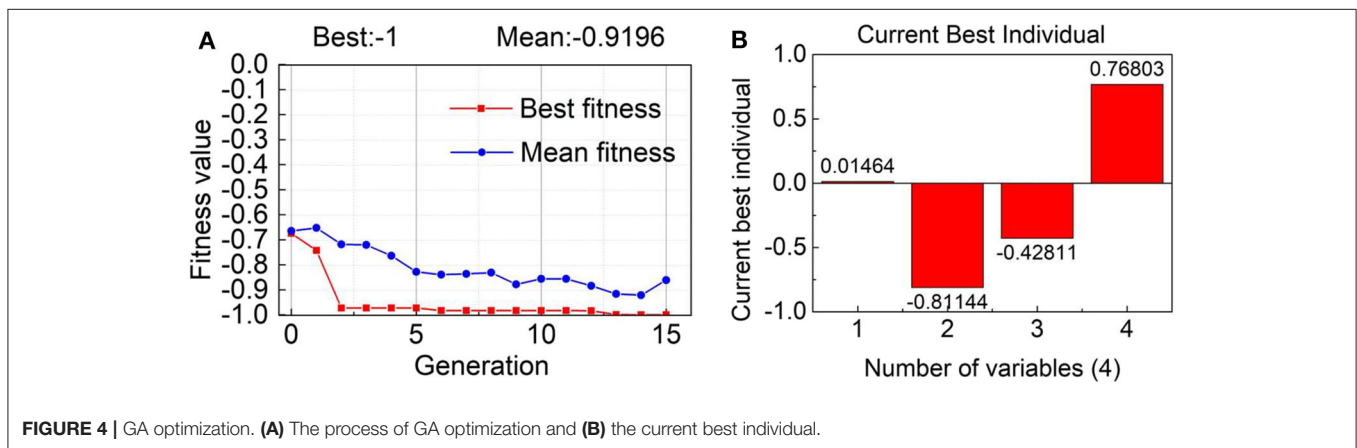 A
Best:-1
Mean:-0.9196
0.0
-0.1
-0.2
-0.3
-0.4
-0.5
-0.6
-0.7
-0.8
-0.9
-1.0
Fitness value
Best fitness
Mean fitness
0
5
10
15
Generation
B
Current Best Individual
1.0
0.5
0.0
-0.5
-1.0
Current best individual
0.01464
-0.81144
-0.42811
0.76803
1
2
3
4
Number of variables (4)
FIGURE 4 | GA optimization. (A) The process of GA optimization and (B) the current best individual.